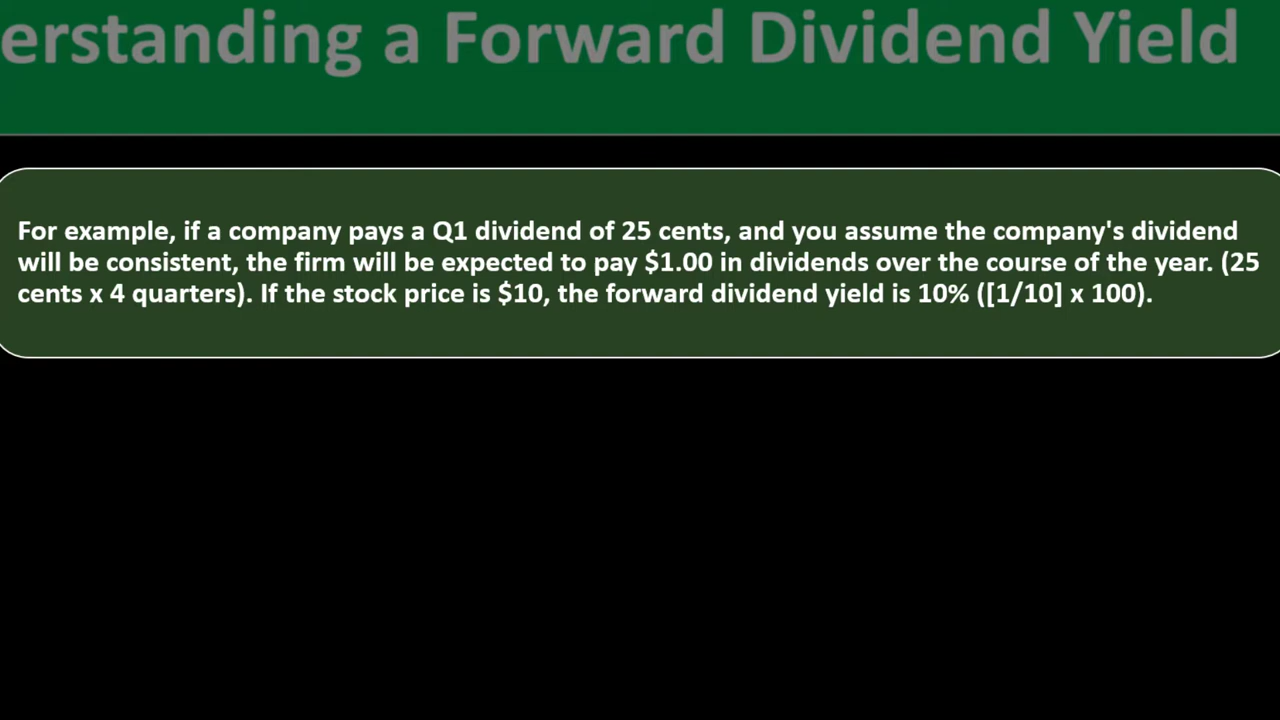 erstanding a Forward Dividend Yield
For example, if a company pays a Q1 dividend of 25 cents, and you assume the company's dividend
will be consistent, the firm will be expected to pay $1.00 in dividends over the course of the year. (25
cents x 4 quarters). If the stock price is $10, the forward dividend yield is 10% ([1/10] x 100).